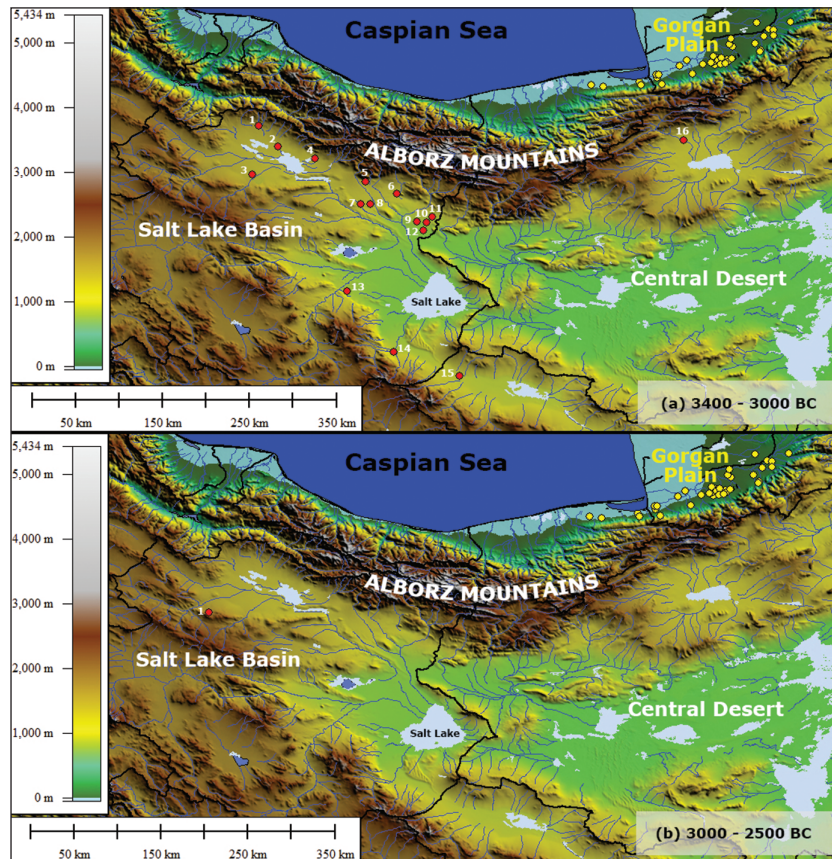 5,434 m
5,000 m
4,000 m
3,000 m
2,000 m
1,000 m
0 m
Caspian Sea
Gorgan
Plain
ALBORZ MOUNTAINS
1
2
3
4
5
6
7
8
9
10
11
12
13
14
15
16
Salt Lake Basin
Salt Lake
Central Desert
50 km
150 km
250 km
350 km
(a) 3400 - 3000 BC
5,434 m
5,000 m
4,000 m
3,000 m
2,000 m
1,000 m
0 m
Caspian Sea
Gorgan
Plain
ALBORZ MOUNTAINS
1
Salt Lake Basin
Salt Lake
Central Desert
50 km
150 km
250 km
350 km
(b) 3000 - 2500 BC